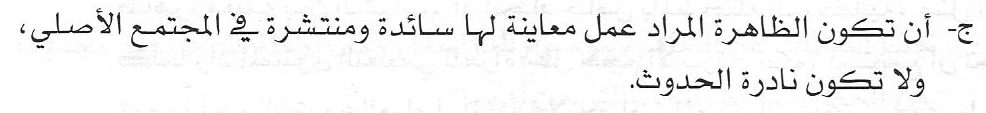 ج- أن تكون الظاهرة المراد عمل معاينة لها سائدة ومنتشرة في المجتمع الأصلي،
ولا تكون نادرة الحدوث.